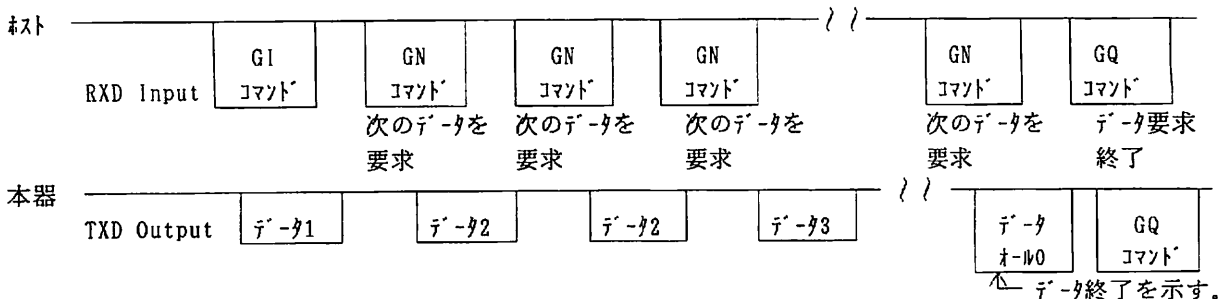 ホスト
GI GN GN GN GN GQ
RXD Input コマンド コマンド コマンド コマンド コマンド コマンド
次のデータを 次のデータを 次のデータを 次のデータを データ要求
要求 要求 要求 要求 終了
本器
TXD Output データ1 データ2 データ2 データ3 データ GQ
オール0 コマンド
データ終了を示す。